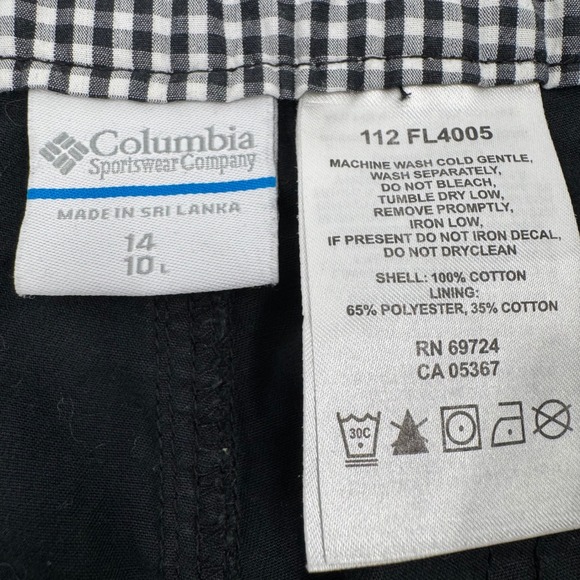 Columbia
Sportswear Company
MADE IN SRI LANKA
14
10 L
112 FL4005
MACHINE WASH COLD GENTLE,
WASH SEPARATELY,
DO NOT BLEACH,
TUMBLE DRY LOW,
REMOVE PROMPTLY,
IRON LOW,
IF PRESENT DO NOT IRON DECAL,
DO NOT DRYCLEAN
SHELL: 100% COTTON
LINING:
65% POLYESTER, 35% COTTON
RN 69724
CA 05367
30C